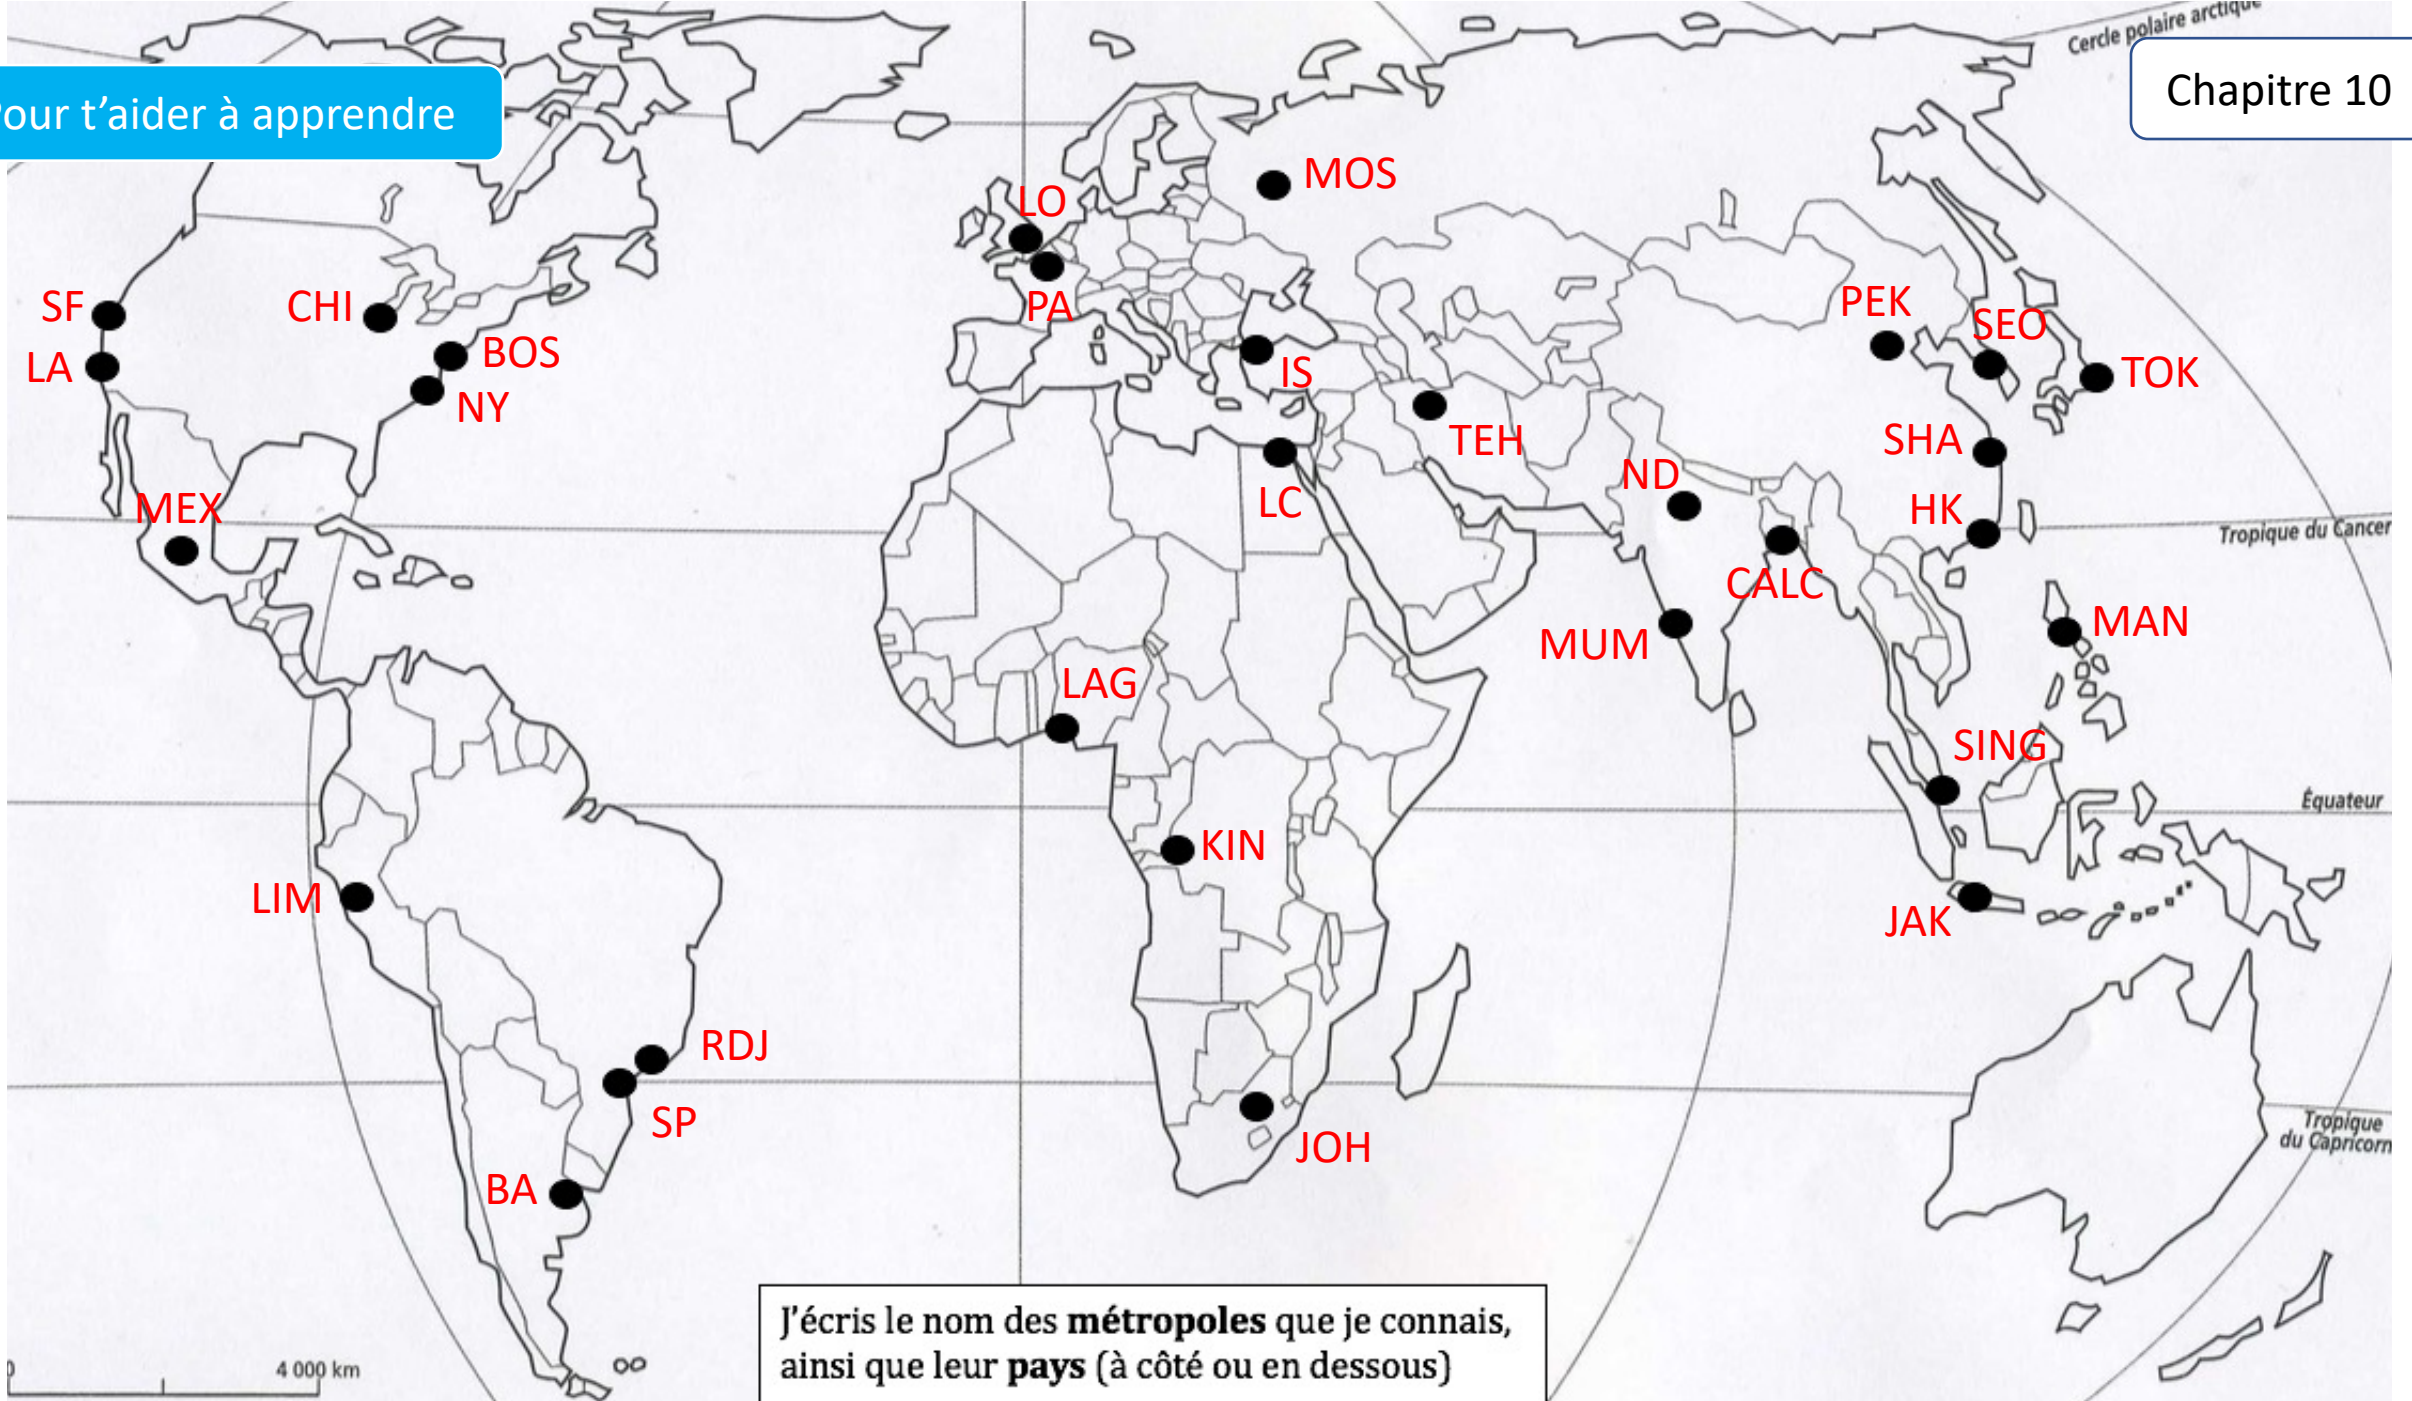 Cercle polaire arctique
our t’aider à apprendre
Chapitre 10
MOS
LO
PA
SF
CHI
LA
BOS
NY
IS
PEK
SEO
TOK
TEH
SHA
ND
LC
HK
MEX
Tropique du Cancer
CALC
MUM
MAN
LAG
SING
Équateur
KIN
LIM
JAK
RDJ
SP
Tropique
du Capricorn
JOH
BA
J’écris le nom des métropoles que je connais,
ainsi que leur pays (à côté ou en dessous)
0 4 000 km